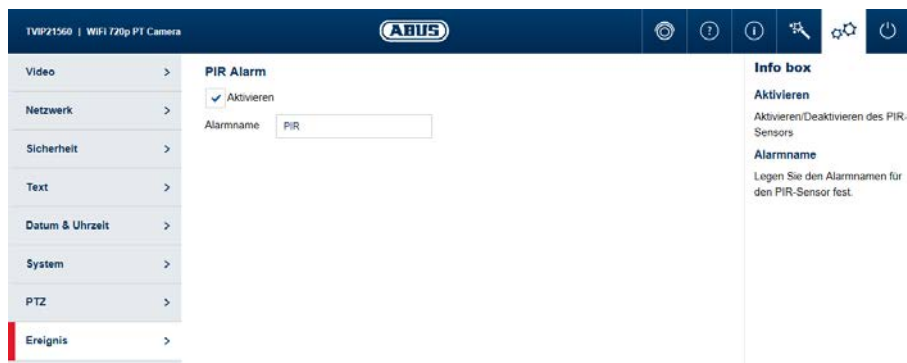 TVIP21560 | WiFi 720p PT Camera
ABUS
Video
Netzwerk
Sicherheit
Text
Datum & Uhrzeit
System
PTZ
Ereignis
PIR Alarm
Aktivieren
Alarmname PIR
Info box
Aktivieren
Aktivieren/Deaktivieren des PIR-
Sensors
Alarmname
Legen Sie den Alarmnamen für
den PIR-Sensor fest.